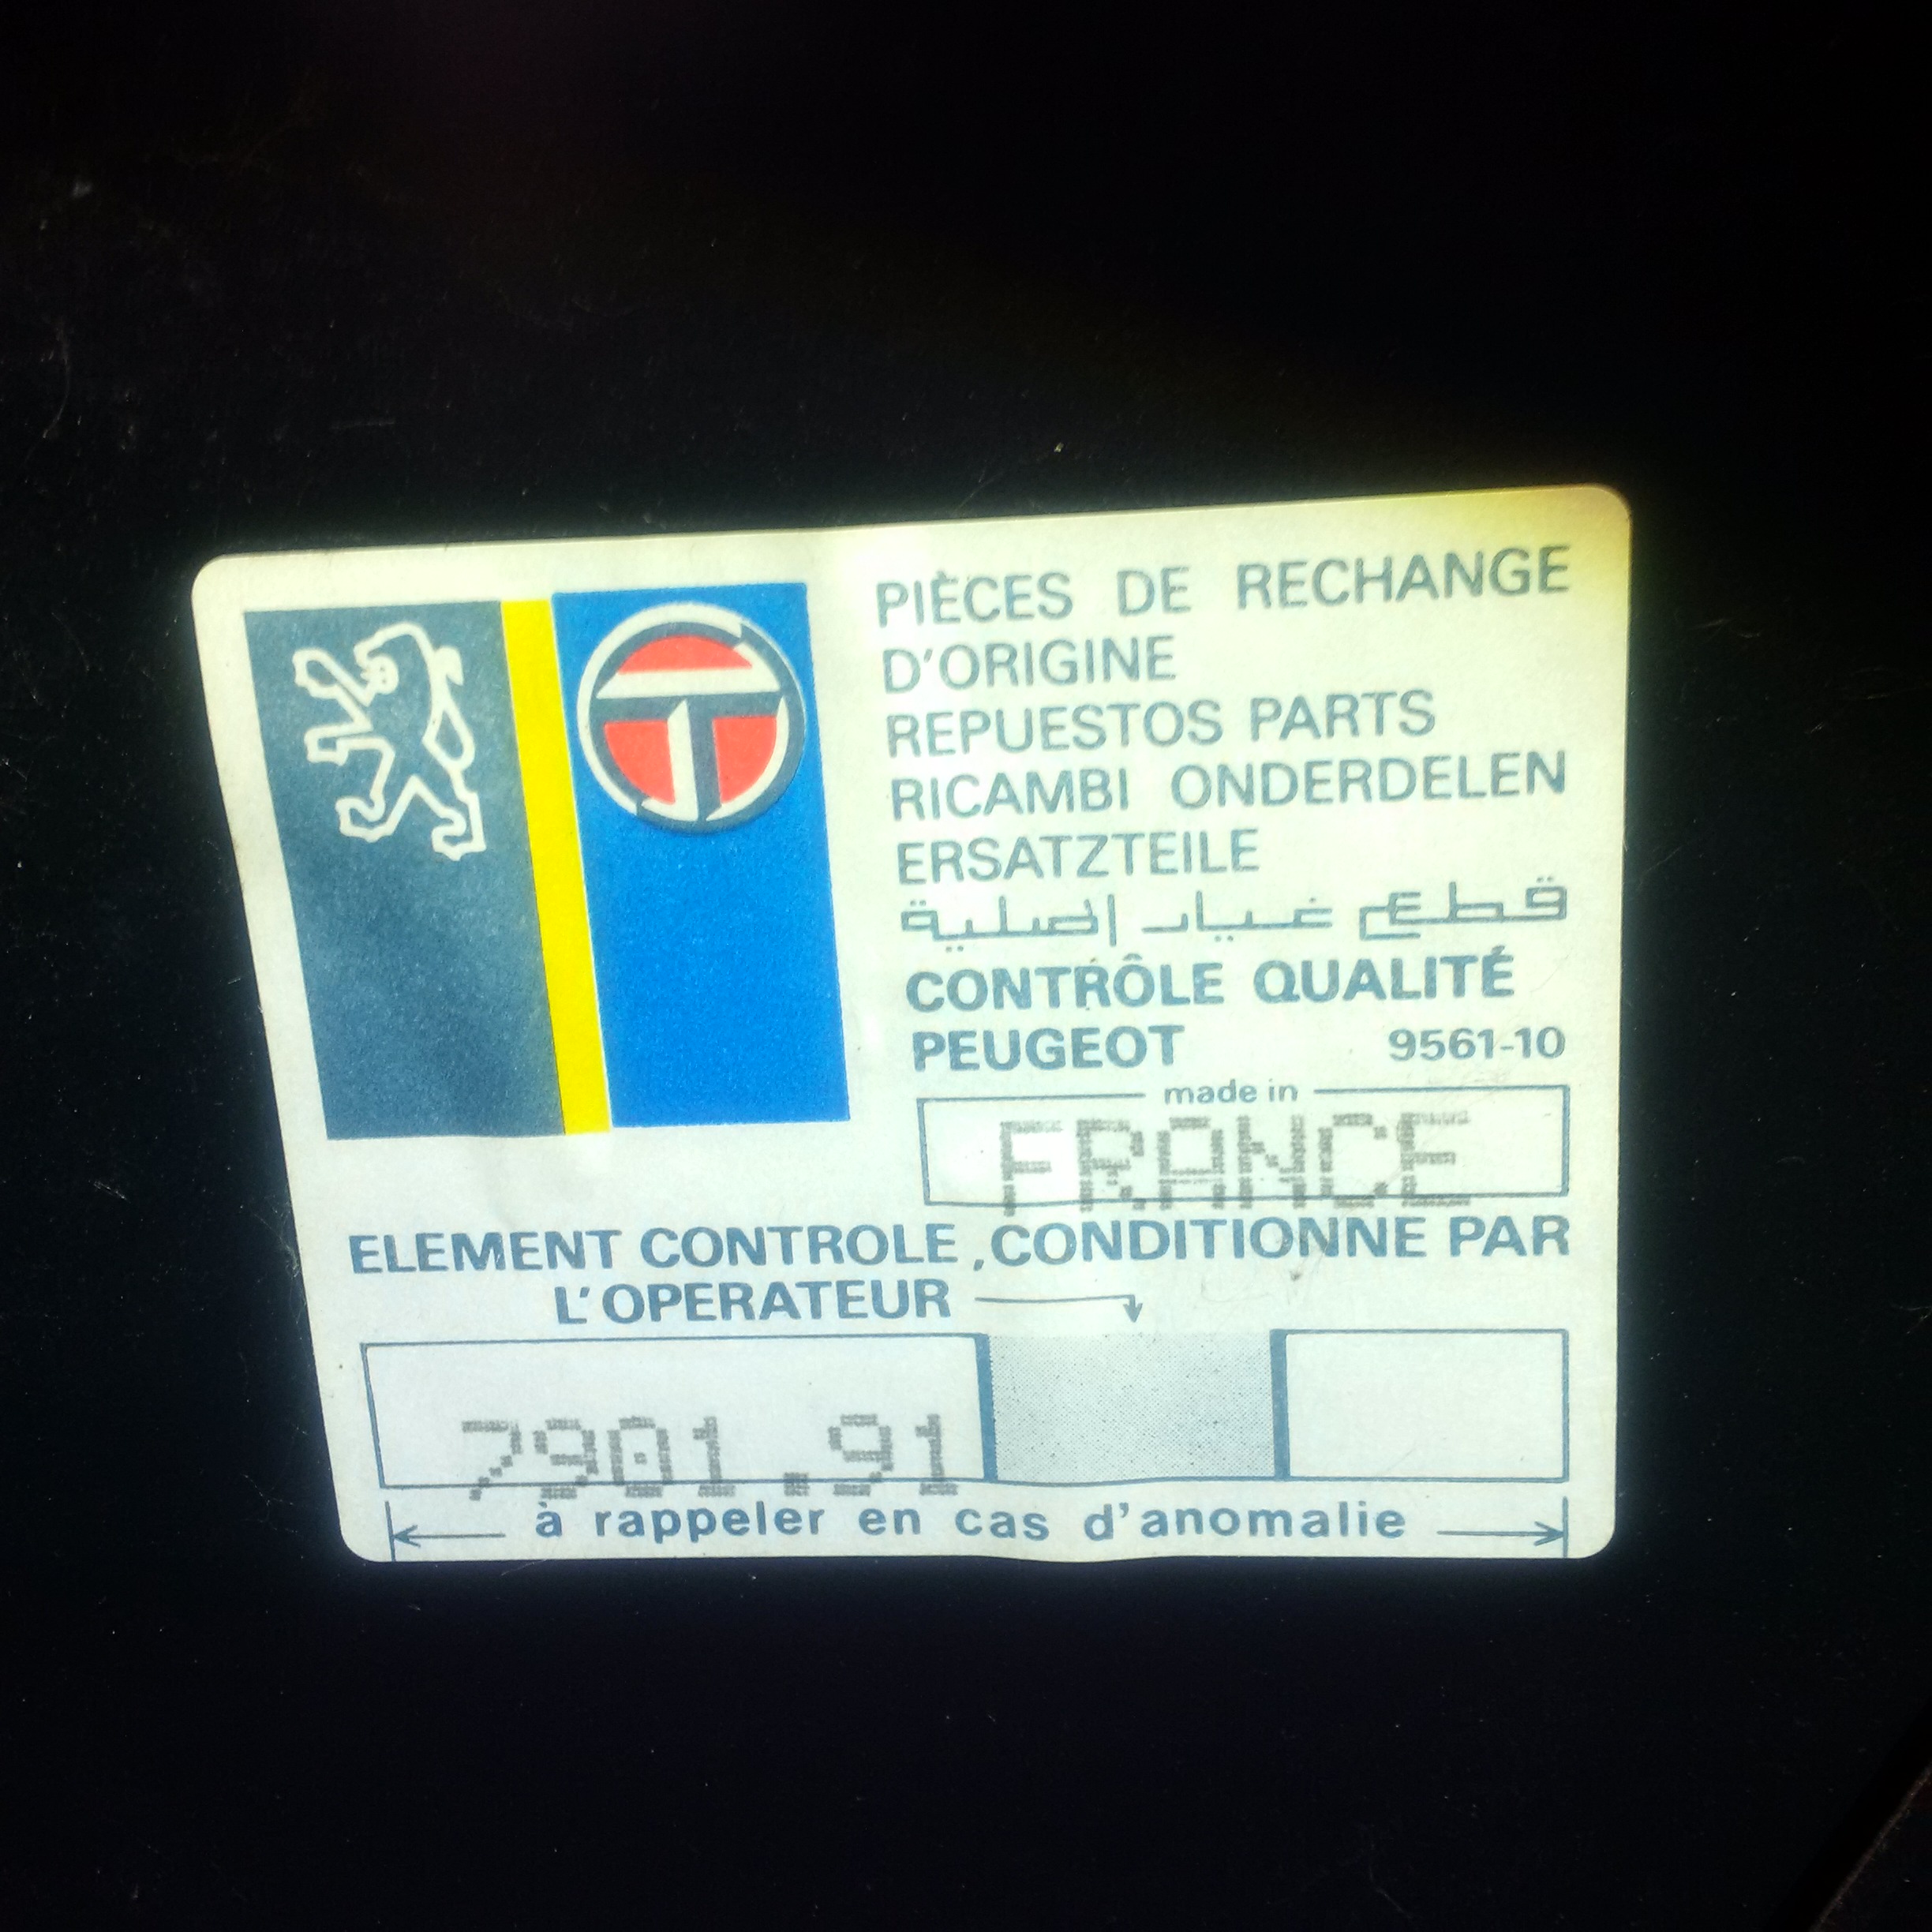 PIÈCES DE RECHANGE
D'ORIGINE
REPUESTOS PARTS
RICAMBI ONDERDELEN
ERSATZTEILE
قطع غيار اصلية
CONTRÔLE QUALITÉ
PEUGEOT 9561-10
made in
FRANCE
ELEMENT CONTROLE, CONDITIONNE PAR
L'OPERATEUR
7901.91
à rappeler en cas d'anomalie